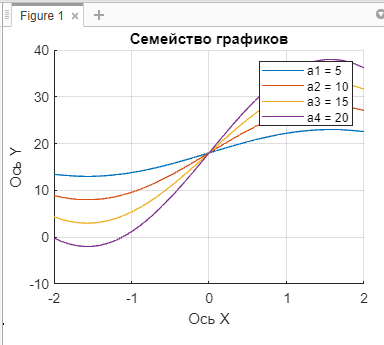 Figure 1
Семейство графиков
40
30
20
10
0
-10
-2
-1
0
1
2
Ось Y
Ось X
a1 = 5
a2 = 10
a3 = 15
a4 = 20